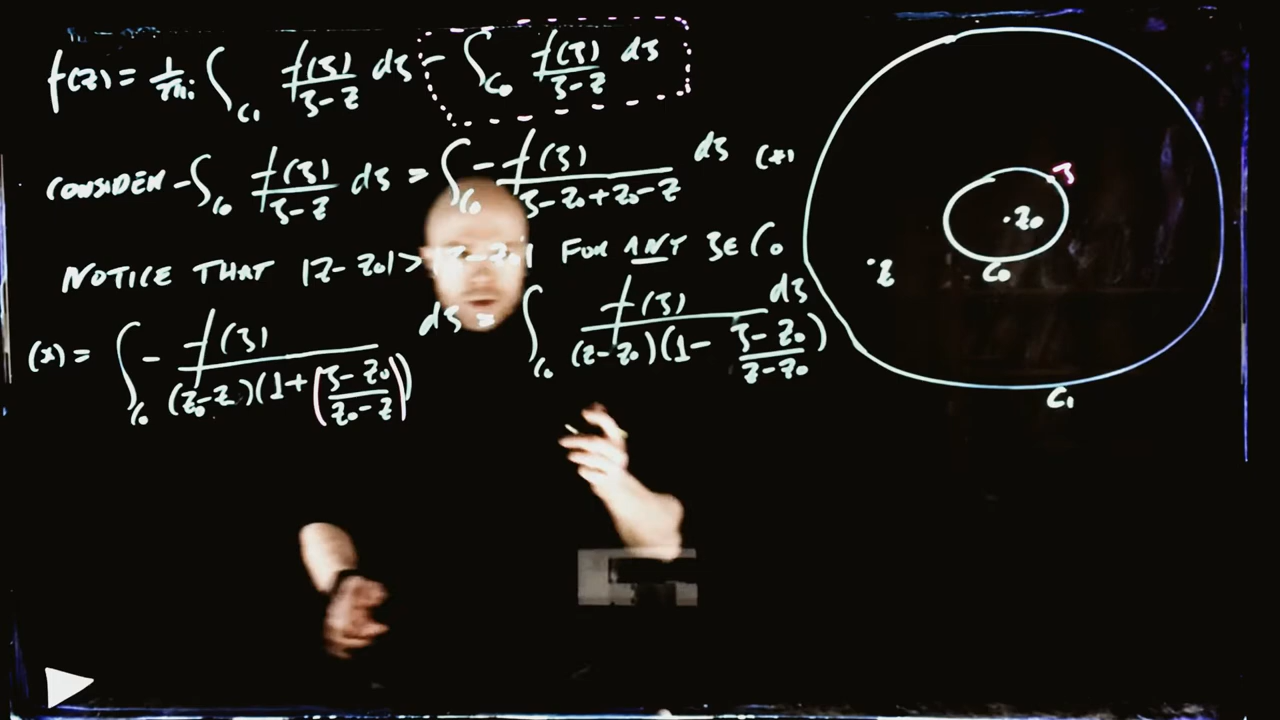 f(z) = 1/2πi ∫_{C₁} f(ζ)/(ζ-z) dζ - ∫_{C₀} f(ζ)/(ζ-z) dζ
CONSIDER -∫_{C₀} f(ζ)/(ζ-z) dζ = ∫_{C₀} -f(ζ)/(ζ-z₀+z₀-z) dζ (*)
NOTICE THAT |z-z₀| > |ζ-z₀| FOR ANY ζ∈C₀
(*) = ∫_{C₀} - f(ζ)/((z₀-z)(1+(ζ-z₀)/(z₀-z))) dζ = ∫_{C₀} f(ζ)/((z-z₀)(1-(ζ-z₀)/(z-z₀))) dζ
ζ
·z₀
C₀
·z
C₁